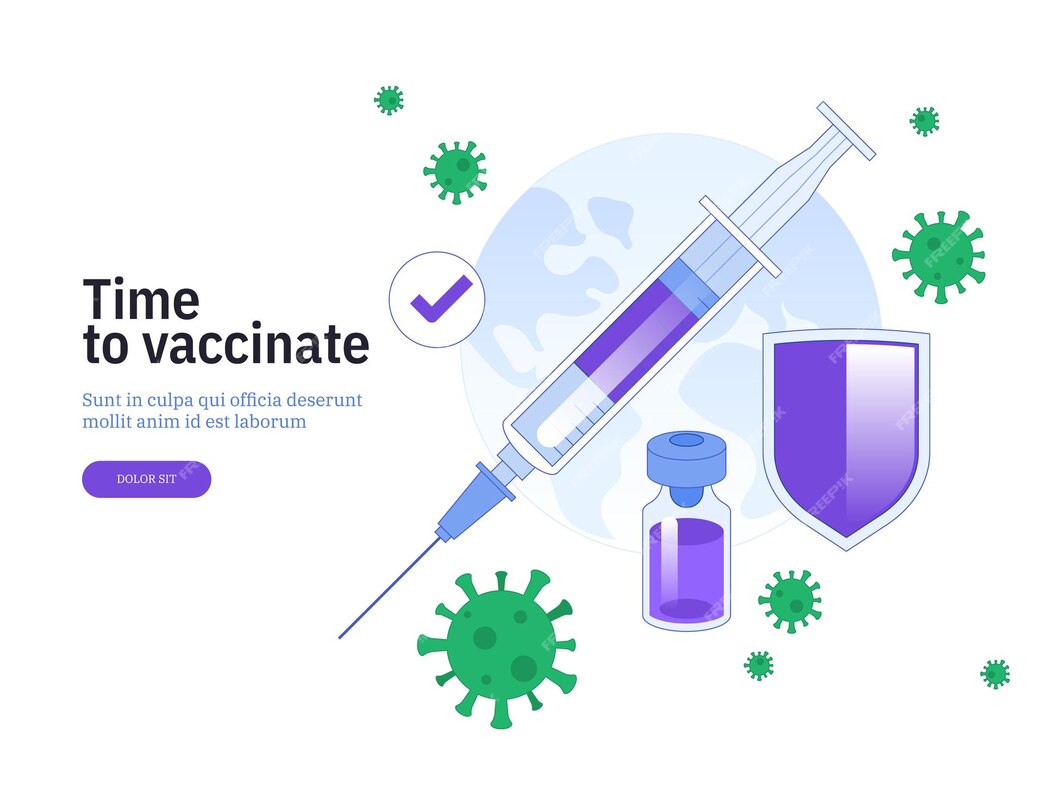 Time
to vaccinate
Sunt in culpa qui officia deserunt
mollit anim id est laborum
DOLOR SIT